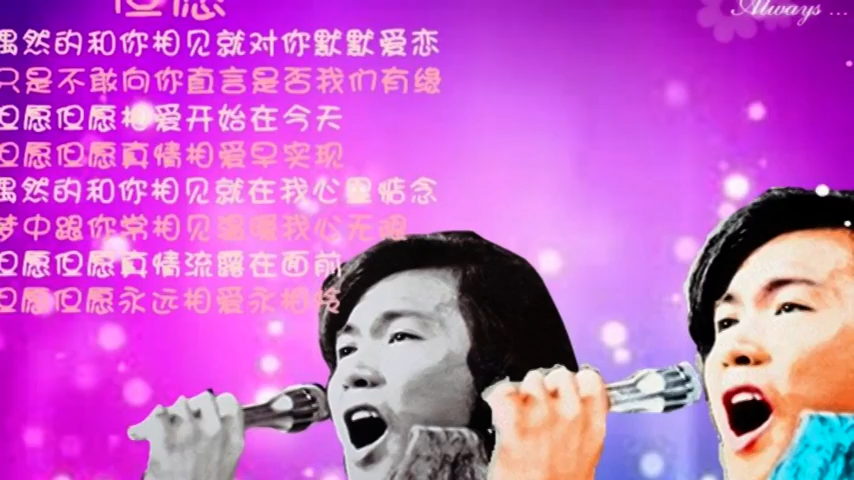 但愿
Always ...
偶然的和你相见就对你默默爱恋
只是不敢向你直言是否我们有缘
但愿但愿相爱开始在今天
但愿但愿真情相爱早实现
偶然的和你相见就在我心里惦念
梦中跟你常相见温暖我心无限
但愿但愿真情流露在面前
但愿但愿永远相爱永相